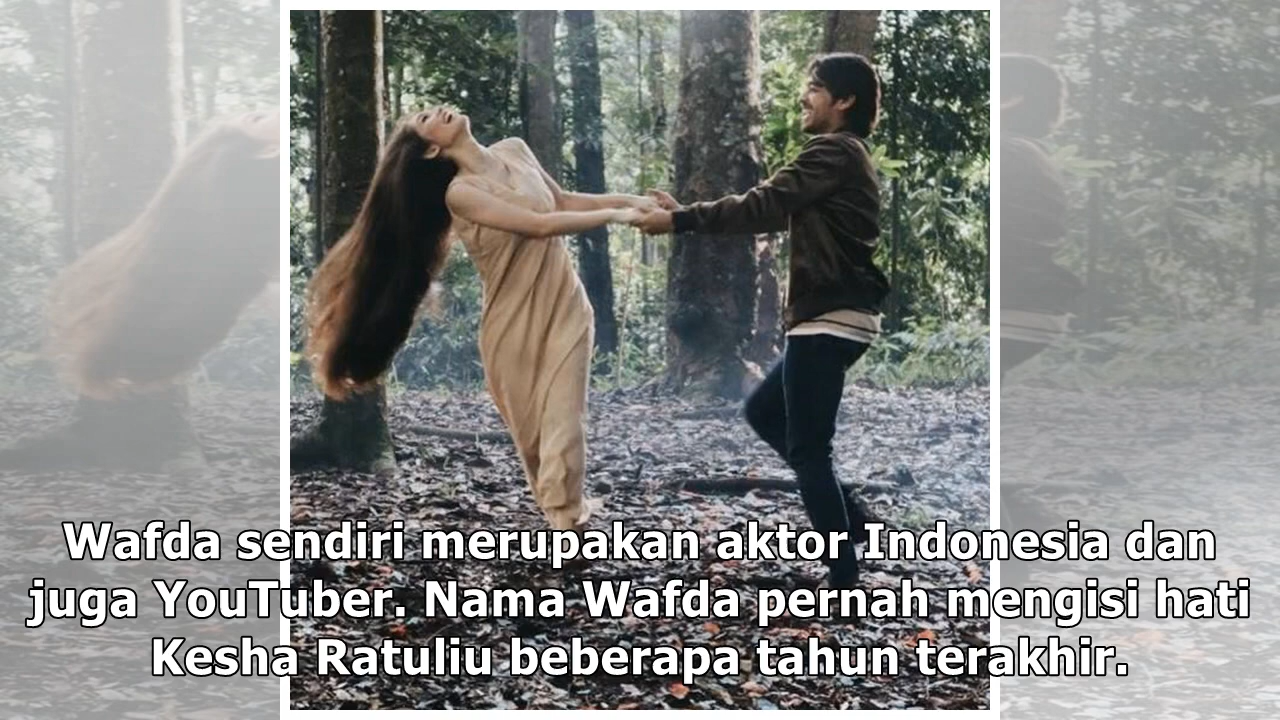 Wafda sendiri merupakan aktor Indonesia dan
juga YouTuber. Nama Wafda pernah mengisi hati
Kesha Ratuliu beberapa tahun terakhir.